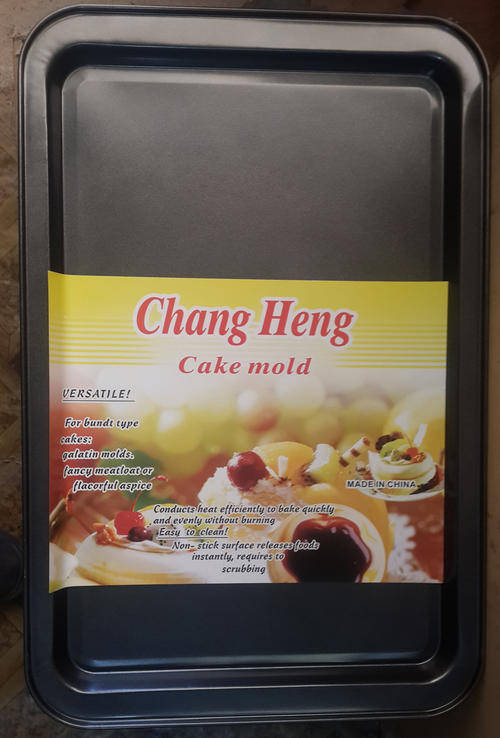 Chang Heng
Cake mold
VERSATILE!
For bundt type
cakes:
galatin molds.
fancy meatloat or
flacorful aspice
MADE IN CHINA
Conducts heat efficiently to bake quickly
and evenly without burning
Easy to clean!
Non- stick surface releases foods
instantly, requires to
scrubbing